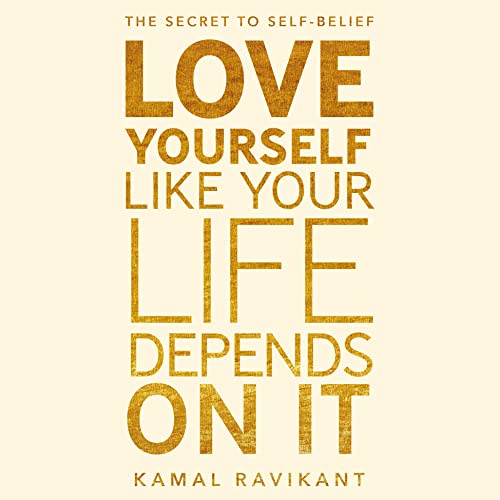 THE SECRET TO SELF-BELIEF
LOVE
YOURSELF
LIKE YOUR
LIFE
DEPENDS
ON IT
KAMAL RAVIKANT